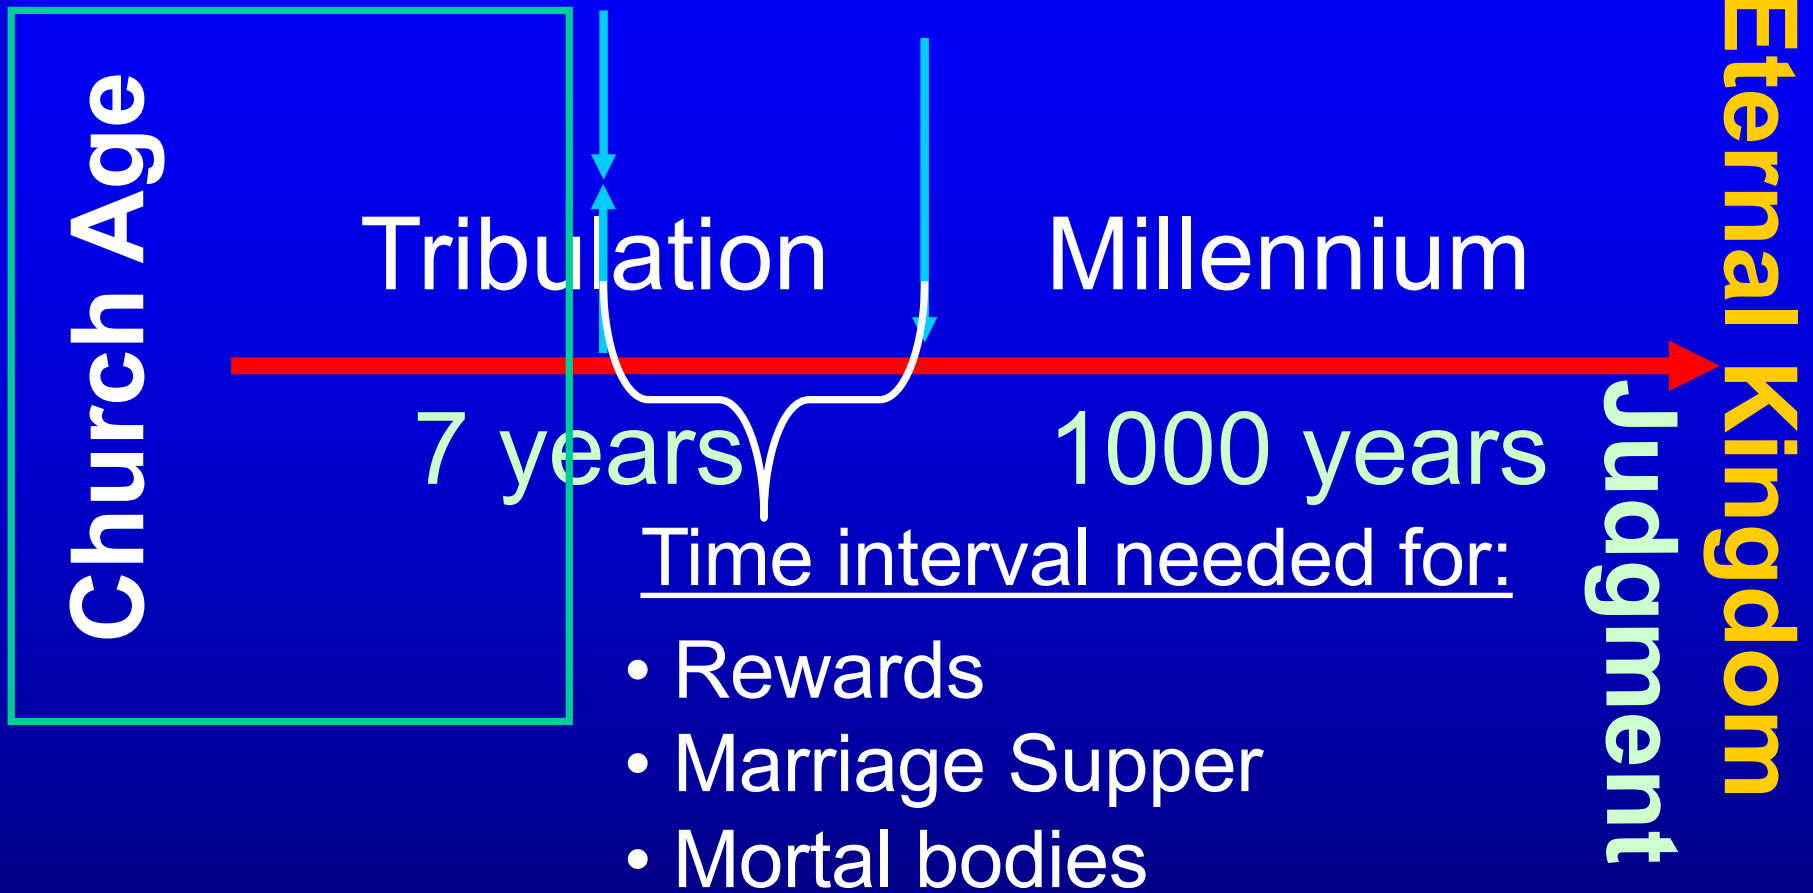 Church Age
Tribulation
Millennium
7 years
1000 years
Time interval needed for:
• Rewards
• Marriage Supper
• Mortal bodies
Judgment
Eternal Kingdom